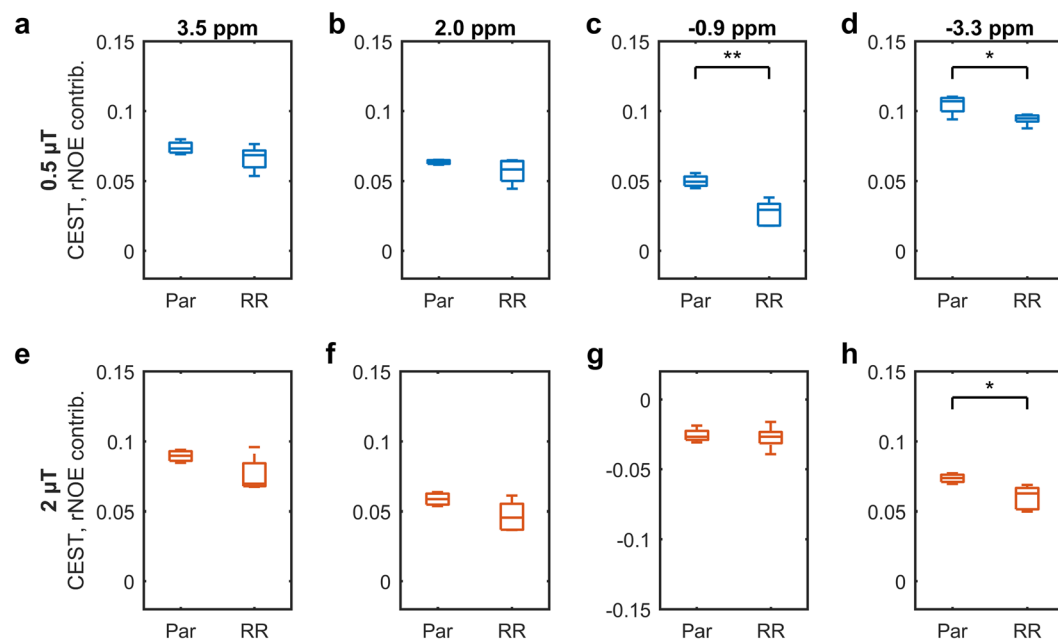 a b c d
3.5 ppm 2.0 ppm -0.9 ppm -3.3 ppm
0.5 µT
CEST, rNOE contrib.
0.15 0.15 0.15 0.15
** *
0.1 0.1 0.1 0.1
0.05 0.05 0.05 0.05
0 0 0 0
Par RR Par RR Par RR Par RR
e f g h
2 µT
CEST, rNOE contrib.
0.15 0.15 0.15
0 *
0.1 0.1 -0.05 0.1
0.05 0.05 -0.1 0.05
0 0 -0.15 0
Par RR Par RR Par RR Par RR